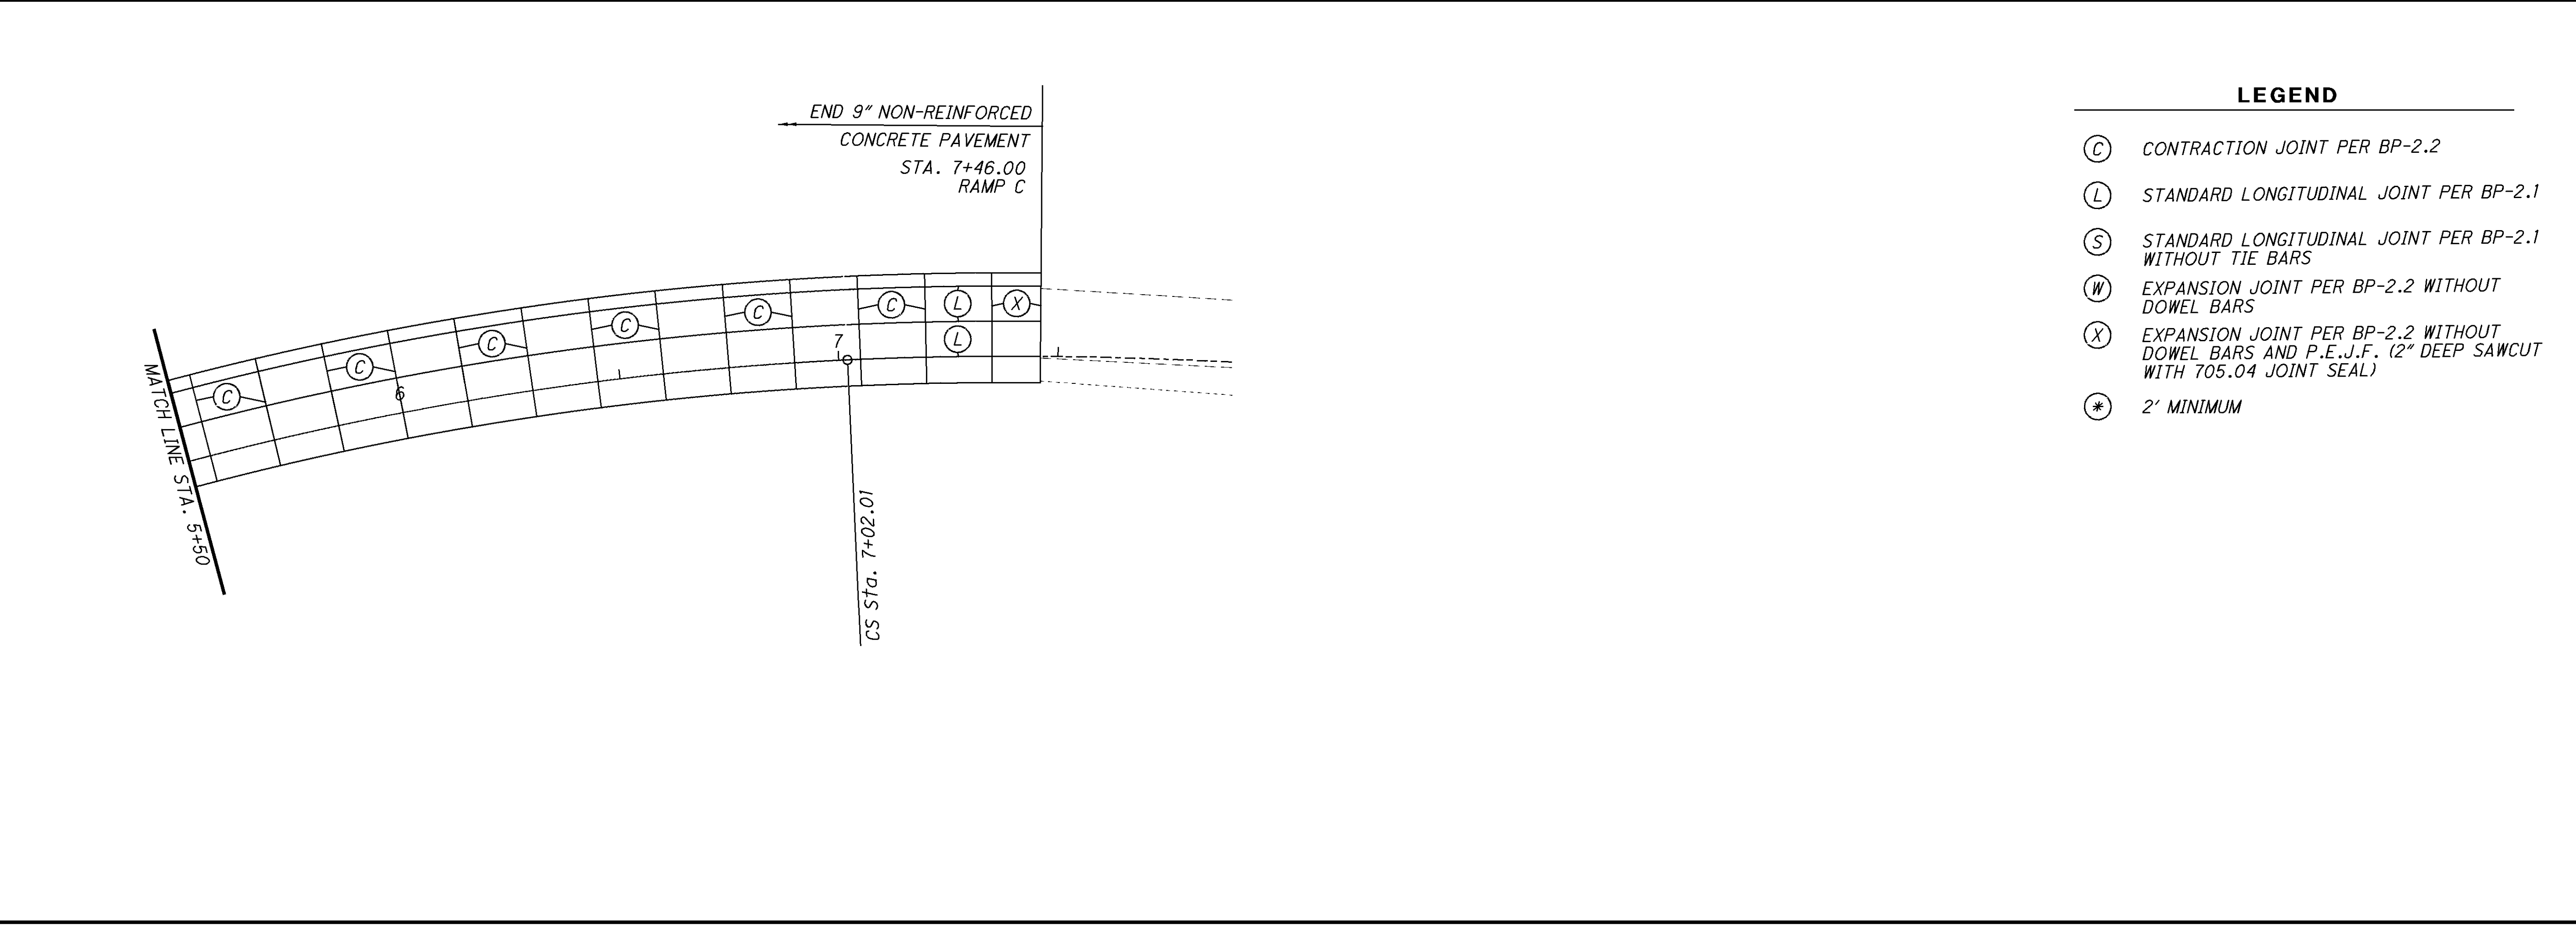 END 9" NON-REINFORCED
CONCRETE PAVEMENT
STA. 7+46.00
RAMP C
C
C
C
C
C
C
L
X
L
7
6
MATCH LINE STA. 5+50
CS Sta. 7+02.01
LEGEND
C CONTRACTION JOINT PER BP-2.2
L STANDARD LONGITUDINAL JOINT PER BP-2.1
S STANDARD LONGITUDINAL JOINT PER BP-2.1
WITHOUT TIE BARS
W EXPANSION JOINT PER BP-2.2 WITHOUT
DOWEL BARS
X EXPANSION JOINT PER BP-2.2 WITHOUT
DOWEL BARS AND P.E.J.F. (2" DEEP SAWCUT
WITH 705.04 JOINT SEAL)
* 2' MINIMUM